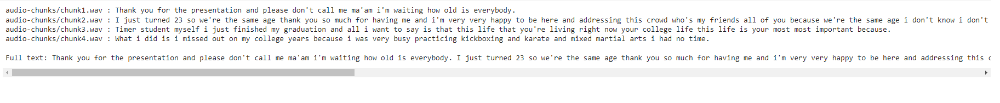 audio-chunks/chunk1.wav : Thank you for the presentation and please don't call me ma'am i'm waiting how old is everybody.
audio-chunks/chunk2.wav : I just turned 23 so we're the same age thank you so much for having me and i'm very very happy to be here and addressing this crowd who's my friends all of you because we're the same age i don't know i don't
audio-chunks/chunk3.wav : Timer student myself i just finished my graduation and all i want to say is that this life that you're living right now your college life this life is your most most important because.
audio-chunks/chunk4.wav : What i did is i missed out on my college years because i was very busy practicing kickboxing and karate and mixed martial arts i had no time.
Full text: Thank you for the presentation and please don't call me ma'am i'm waiting how old is everybody. I just turned 23 so we're the same age thank you so much for having me and i'm very very happy to be here and addressing this